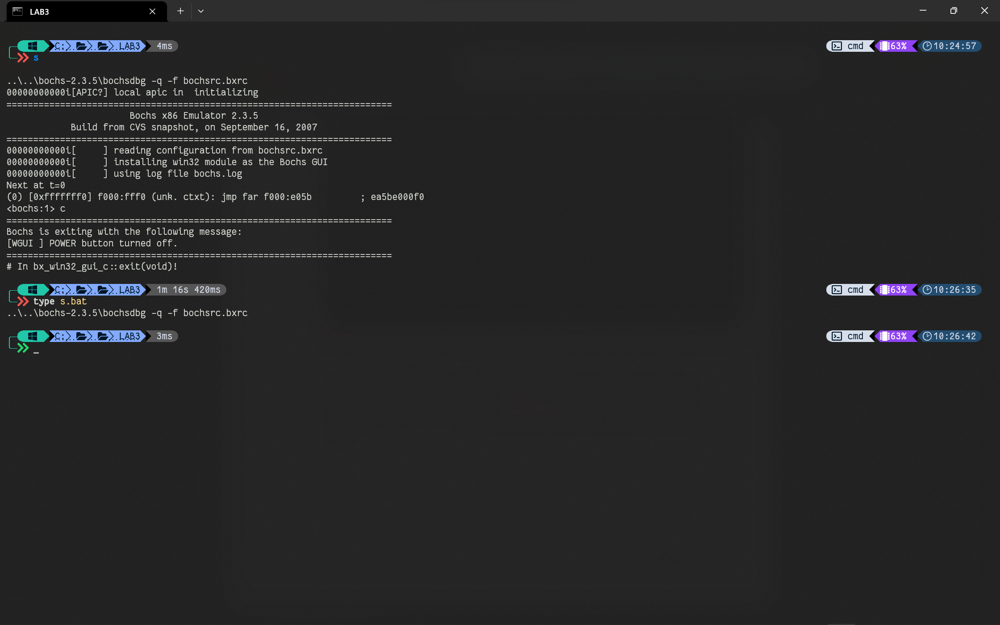 LAB3
C: .. .. LAB3 4ms cmd 63% 10:24:57
s
..\..\bochs-2.3.5\bochsdbg -q -f bochsrc.bxrc
00000000000i[APIC?] local apic in  initializing
========================================================================
Bochs x86 Emulator 2.3.5
Build from CVS snapshot, on September 16, 2007
========================================================================
00000000000i[     ] reading configuration from bochsrc.bxrc
00000000000i[     ] installing win32 module as the Bochs GUI
00000000000i[     ] using log file bochs.log
Next at t=0
(0) [0xfffffff0] f000:fff0 (unk. ctxt): jmp far f000:e05b         ; ea5be000f0
<bochs:1> c
========================================================================
Bochs is exiting with the following message:
[WGUI ] POWER button turned off.
========================================================================
# In bx_win32_gui_c::exit(void)!
C: .. .. LAB3 1m 16s 420ms cmd 63% 10:26:35
type s.bat
..\..\bochs-2.3.5\bochsdbg -q -f bochsrc.bxrc
C: .. .. LAB3 3ms cmd 63% 10:26:42